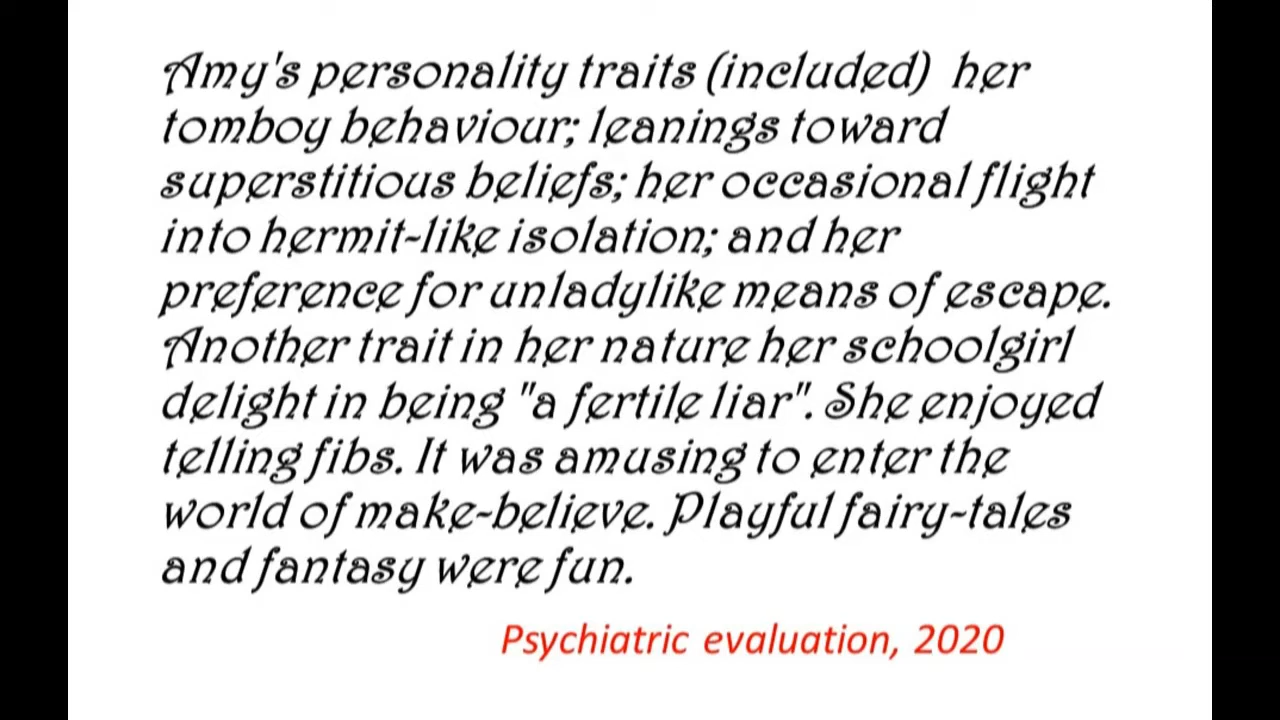 Amy's personality traits (included) her
tomboy behaviour; leanings toward
superstitious beliefs; her occasional flight
into hermit-like isolation; and her
preference for unladylike means of escape.
Another trait in her nature her schoolgirl
delight in being "a fertile liar". She enjoyed
telling fibs. It was amusing to enter the
world of make-believe. Playful fairy-tales
and fantasy were fun.
Psychiatric evaluation, 2020